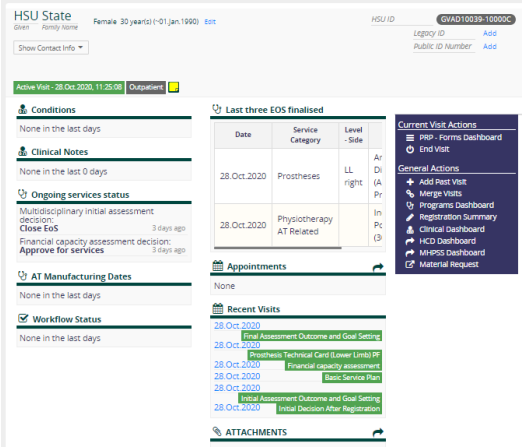 HSU State
Given Family Name
Female 30 year(s) (~01.Jan.1990) Edit
HSU ID GVAD10039-10000C
Legacy ID Add
Public ID Number Add
Show Contact Info
Active Visit - 28.Oct.2020, 11:25:08 Outpatient
Conditions
None in the last days
Clinical Notes
None in the last 0 days
Ongoing services status
Multidisciplinary initial assessment
decision:
Close EoS 3 days ago
Financial capacity assessment decision:
Approve for services 3 days ago
AT Manufacturing Dates
None in the last days
Workflow Status
None in the last days
Last three EOS finalised
Date Service Category Level - Side
28.Oct.2020 Prostheses LL right
28.Oct.2020 Physiotherapy AT Related
Appointments
None
Recent Visits
28.Oct.2020
Final Assessment Outcome and Goal Setting
28.Oct.2020
Prosthesis Technical Card (Lower Limb) PF
28.Oct.2020 Financial capacity assessment
28.Oct.2020 Basic Service Plan
28.Oct.2020
Initial Assessment Outcome and Goal Setting
28.Oct.2020 Initial Decision After Registration
ATTACHMENTS
Current Visit Actions
PRP - Forms Dashboard
End Visit
General Actions
Add Past Visit
Merge Visits
Programs Dashboard
Registration Summary
Clinical Dashboard
HCD Dashboard
MHPSS Dashboard
Material Request